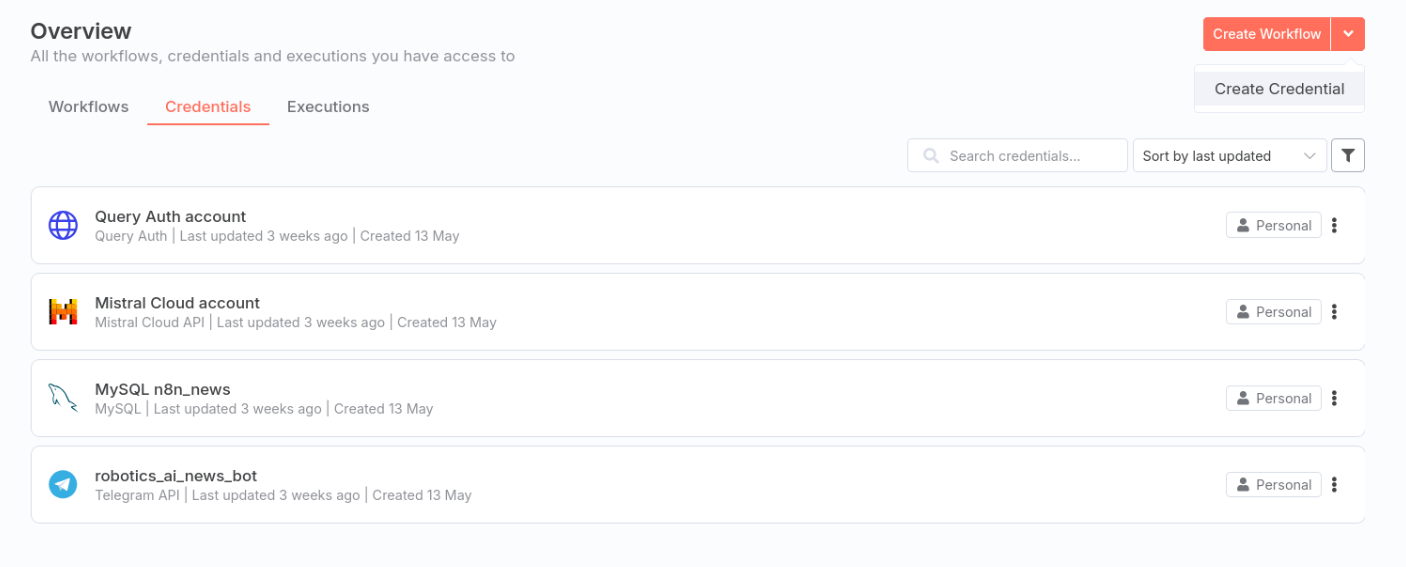 Overview
Create Workflow
All the workflows, credentials and executions you have access to
Create Credential
Workflows Credentials Executions
Search credentials... Sort by last updated
Query Auth account
Query Auth | Last updated 3 weeks ago | Created 13 May
Personal
Mistral Cloud account
Mistral Cloud API | Last updated 3 weeks ago | Created 13 May
Personal
MySQL n8n_news
MySQL | Last updated 3 weeks ago | Created 13 May
Personal
robotics_ai_news_bot
Telegram API | Last updated 3 weeks ago | Created 13 May
Personal